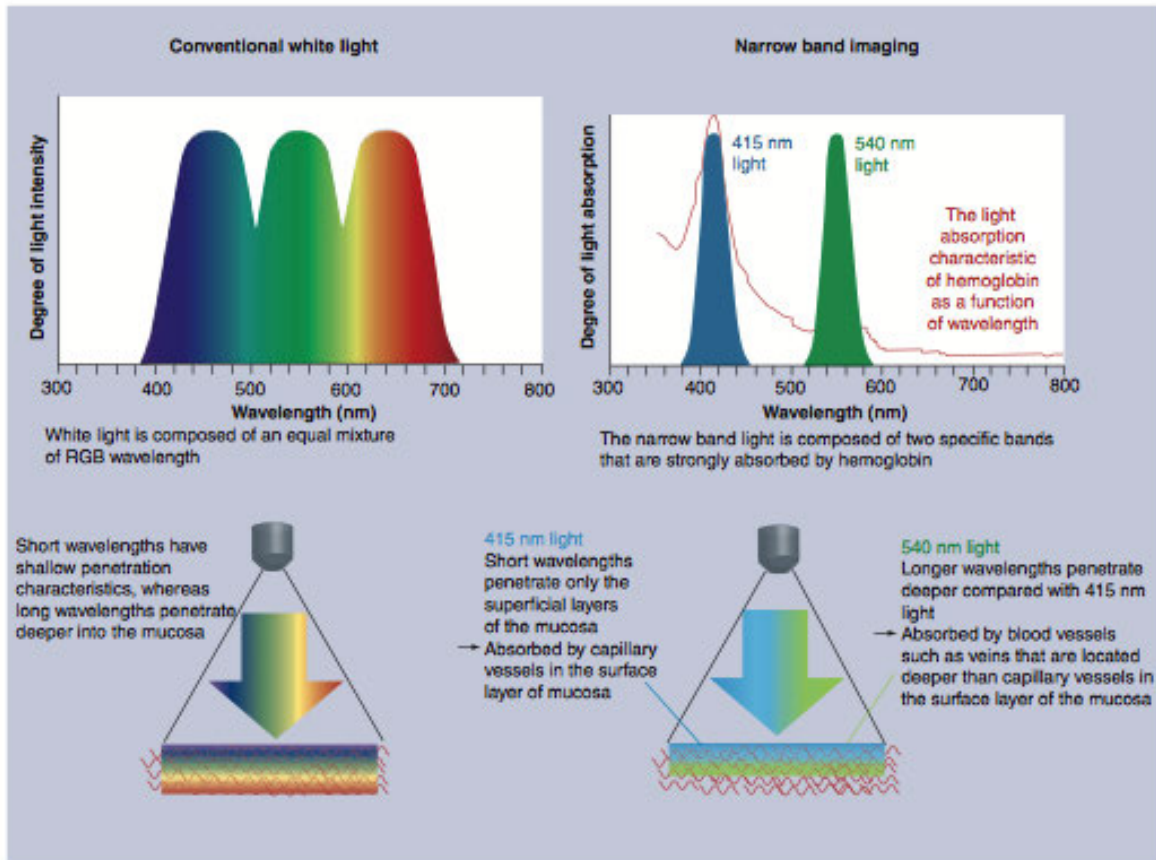 Conventional white light
Degree of light intensity
300 400 500 600 700 800
Wavelength (nm)
White light is composed of an equal mixture
of RGB wavelength
Narrow band imaging
Degree of light absorption
415 nm
light
540 nm
light
The light
absorption
characteristic
of hemoglobin
as a function
of wavelength
300 400 500 600 700 800
Wavelength (nm)
The narrow band light is composed of two specific bands
that are strongly absorbed by hemoglobin
Short wavelengths have
shallow penetration
characteristics, whereas
long wavelengths penetrate
deeper into the mucosa
415 nm light
Short wavelengths
penetrate only the
superficial layers
of the mucosa
→ Absorbed by capillary
vessels in the surface
layer of mucosa
540 nm light
Longer wavelengths penetrate
deeper compared with 415 nm
light
→ Absorbed by blood vessels
such as veins that are located
deeper than capillary vessels in
the surface layer of the mucosa